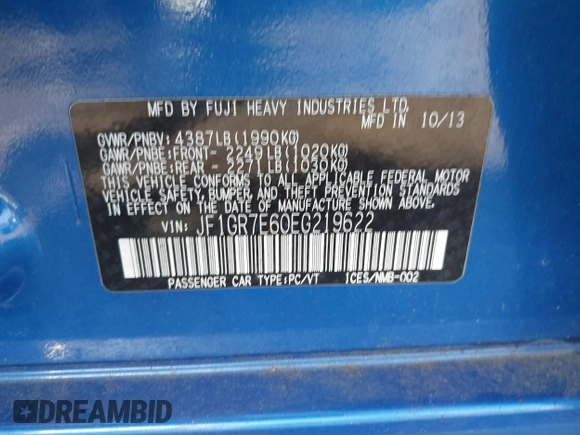 MFD BY FUJI HEAVY INDUSTRIES LTD.
MFD IN 10/13
GVWR/PNBV: 4387LB(1990KG)
GAWR/PNBE:FRONT- 2249LB(1020KG)
GAWR/PNBE:REAR - 2271LB(1030KG)
THIS VEHICLE CONFORMS TO ALL APPLICABLE FEDERAL MOTOR
VEHICLE SAFETY, BUMPER, AND THEFT PREVENTION STANDARDS
IN EFFECT ON THE DATE OF MANUFACTURE SHOWN ABOVE.
VIN: JF1GR7E60EG219622
PASSENGER CAR TYPE:PC/VT 1CES/NMB-002
DREAMBID